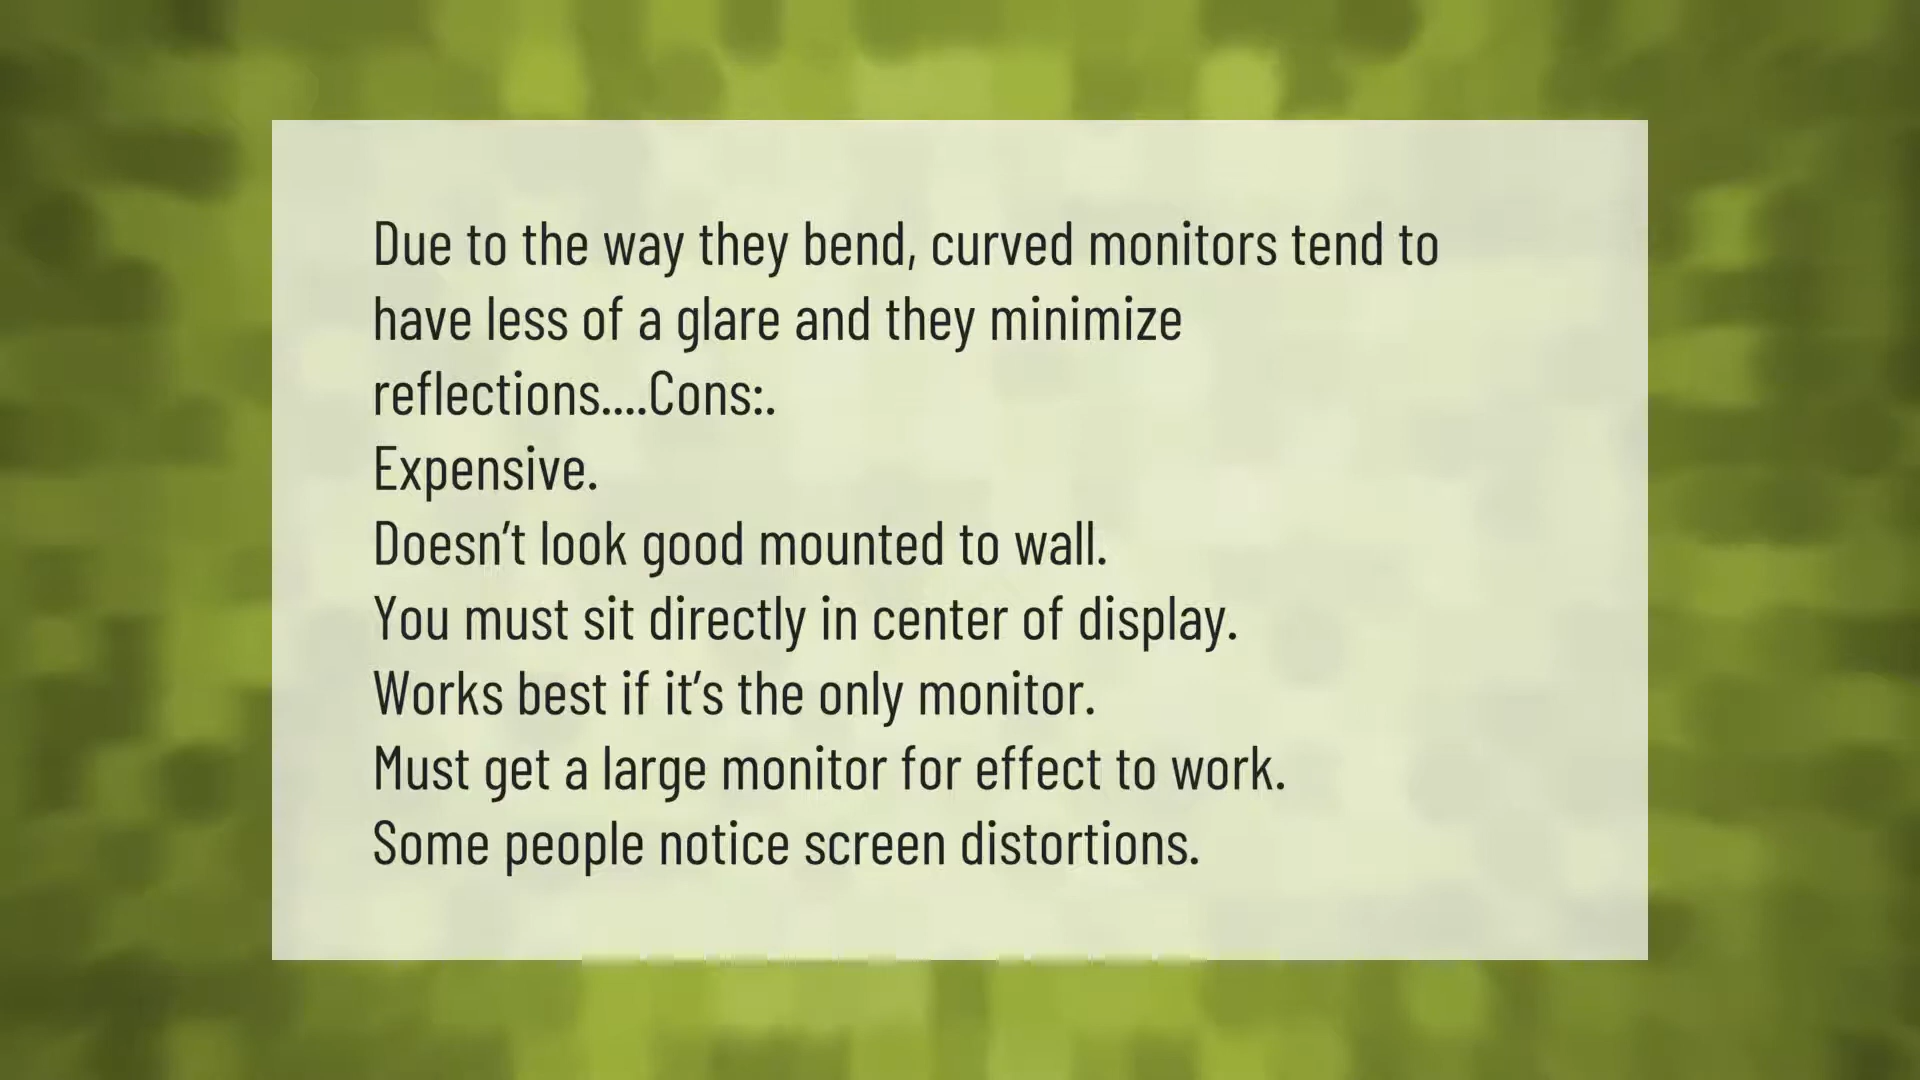 Due to the way they bend, curved monitors tend to
have less of a glare and they minimize
reflections....Cons:.
Expensive.
Doesn’t look good mounted to wall.
You must sit directly in center of display.
Works best if it’s the only monitor.
Must get a large monitor for effect to work.
Some people notice screen distortions.